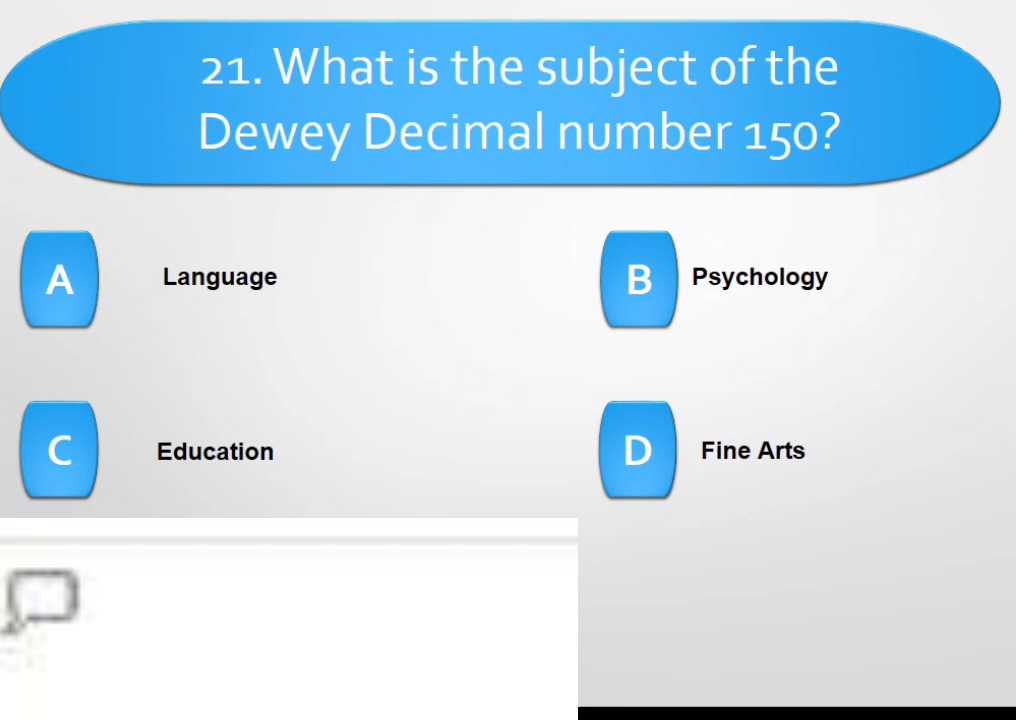 21. What is the subject of the
Dewey Decimal number 150?
A Language
B Psychology
C Education
D Fine Arts